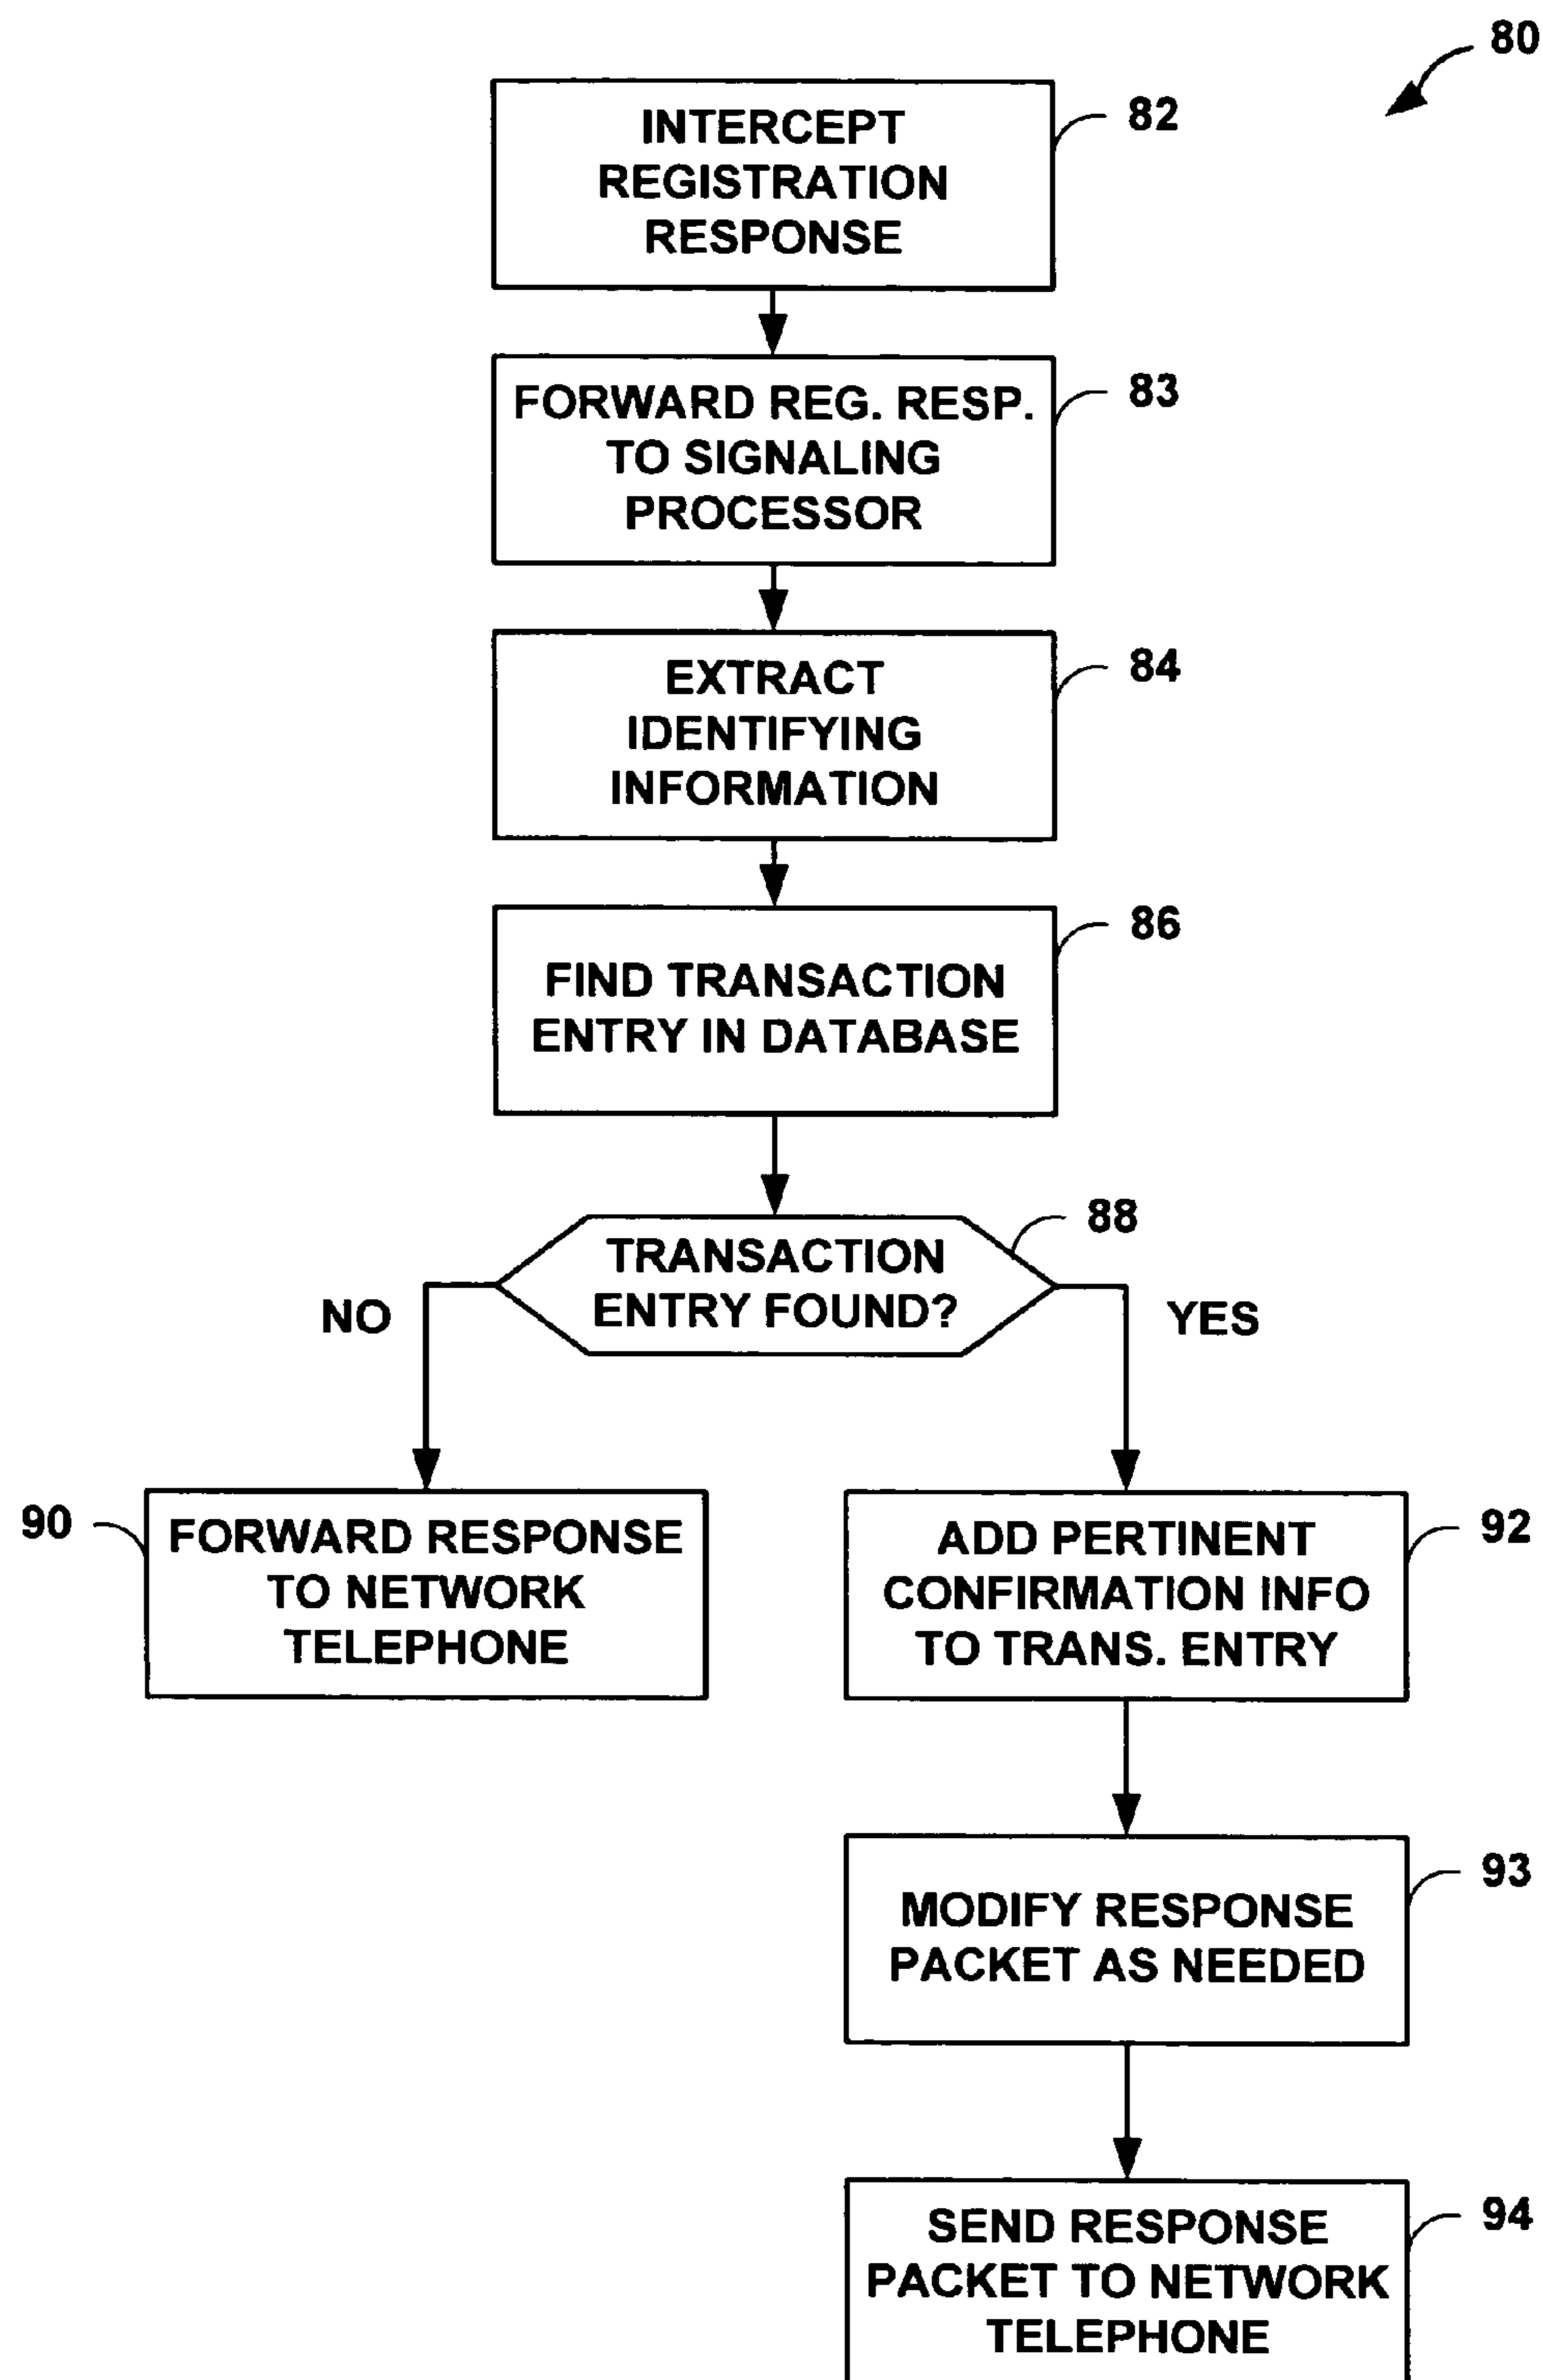 80
INTERCEPT
REGISTRATION
RESPONSE
82
FORWARD REG. RESP.
TO SIGNALING
PROCESSOR
83
EXTRACT
IDENTIFYING
INFORMATION
84
FIND TRANSACTION
ENTRY IN DATABASE
86
TRANSACTION
ENTRY FOUND?
88
NO
YES
90
FORWARD RESPONSE
TO NETWORK
TELEPHONE
ADD PERTINENT
CONFIRMATION INFO
TO TRANS. ENTRY
92
MODIFY RESPONSE
PACKET AS NEEDED
93
SEND RESPONSE
PACKET TO NETWORK
TELEPHONE
94